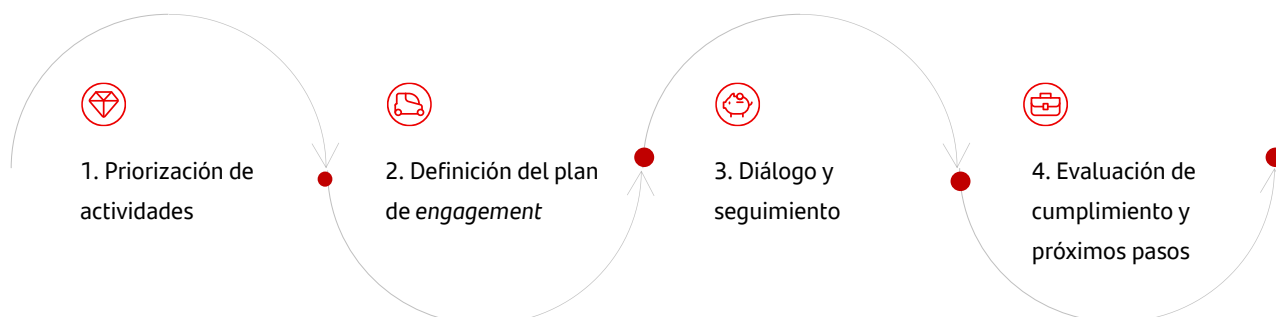 1. Priorización de
actividades
2. Definición del plan
de engagement
3. Diálogo y
seguimiento
4. Evaluación de
cumplimiento y
próximos pasos